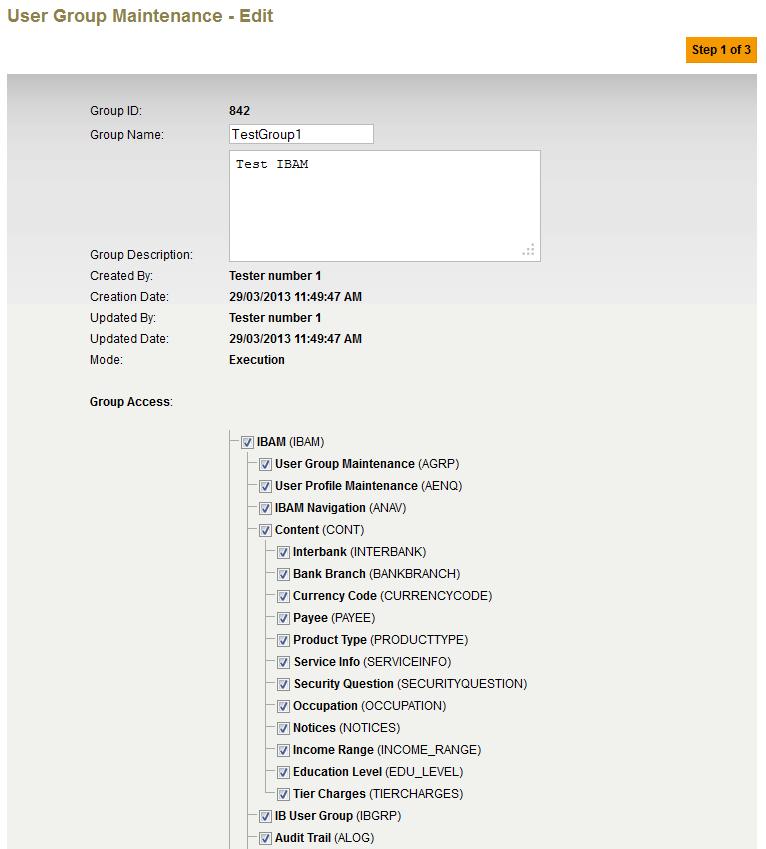 User Group Maintenance - Edit
Step 1 of 3
Group ID: 842
Group Name: TestGroup1
Test IBAM
Group Description:
Created By: Tester number 1
Creation Date: 29/03/2013 11:49:47 AM
Updated By: Tester number 1
Updated Date: 29/03/2013 11:49:47 AM
Mode: Execution
Group Access:
IBAM (IBAM)
User Group Maintenance (AGRP)
User Profile Maintenance (AENQ)
IBAM Navigation (ANAV)
Content (CONT)
Interbank (INTERBANK)
Bank Branch (BANKBRANCH)
Currency Code (CURRENCYCODE)
Payee (PAYEE)
Product Type (PRODUCTTYPE)
Service Info (SERVICEINFO)
Security Question (SECURITYQUESTION)
Occupation (OCCUPATION)
Notices (NOTICES)
Income Range (INCOME_RANGE)
Education Level (EDU_LEVEL)
Tier Charges (TIERCHARGES)
IB User Group (IBGRP)
Audit Trail (ALOG)